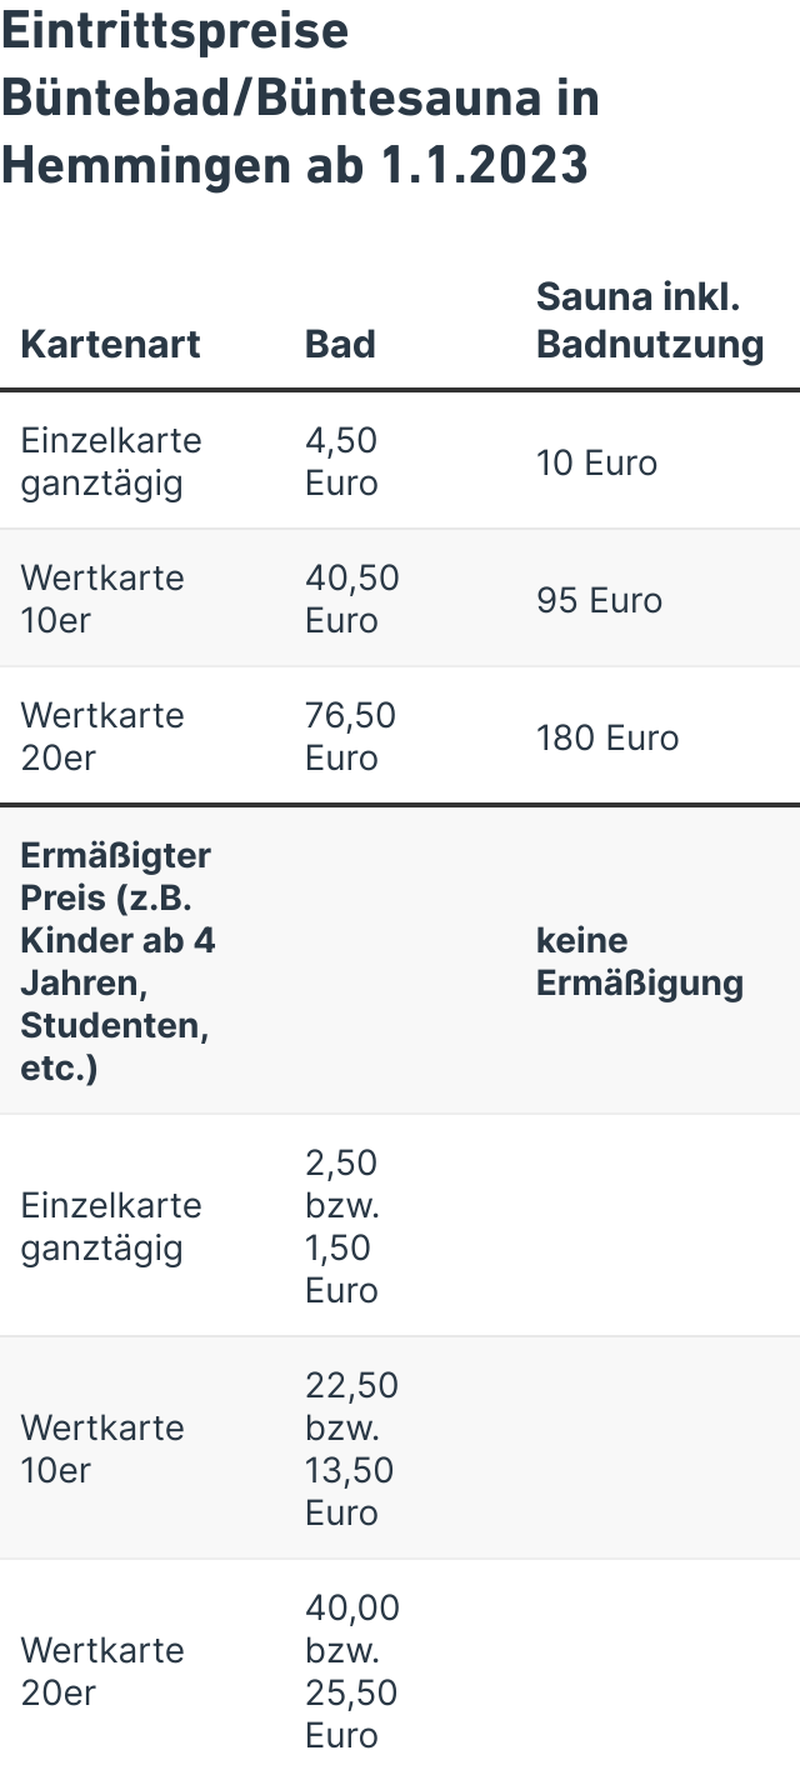 Eintrittspreise
Büntebad/Büntesauna in
Hemmingen ab 1.1.2023
Sauna inkl.
Kartenart Bad Badnutzung
Einzelkarte 4,50
ganztägig Euro
10 Euro
Wertkarte 40,50
10er Euro
95 Euro
Wertkarte 76,50
20er Euro
180 Euro
Ermäßigter
Preis (z.B.
Kinder ab 4
Jahren,
Studenten,
etc.)
keine
Ermäßigung
Einzelkarte
ganztägig
2,50
bzw.
1,50
Euro
Wertkarte
10er
22,50
bzw.
13,50
Euro
Wertkarte
20er
40,00
bzw.
25,50
Euro